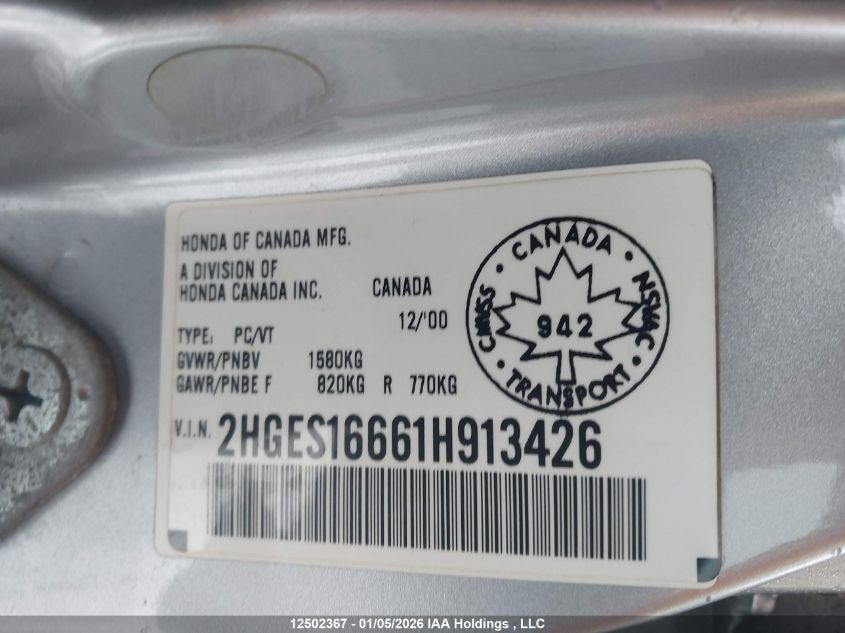 HONDA OF CANADA MFG.
A DIVISION OF
HONDA CANADA INC.
CANADA
12/'00
TYPE: PC/VT
GVWR/PNBV 1580KG
GAWR/PNBE F 820KG R 770KG
V.I.N. 2HGES16661H913426
CANADA
CMVSS
942
NSVAC
TRANSPORT
12502367 - 01/05/2026 IAA Holdings , LLC